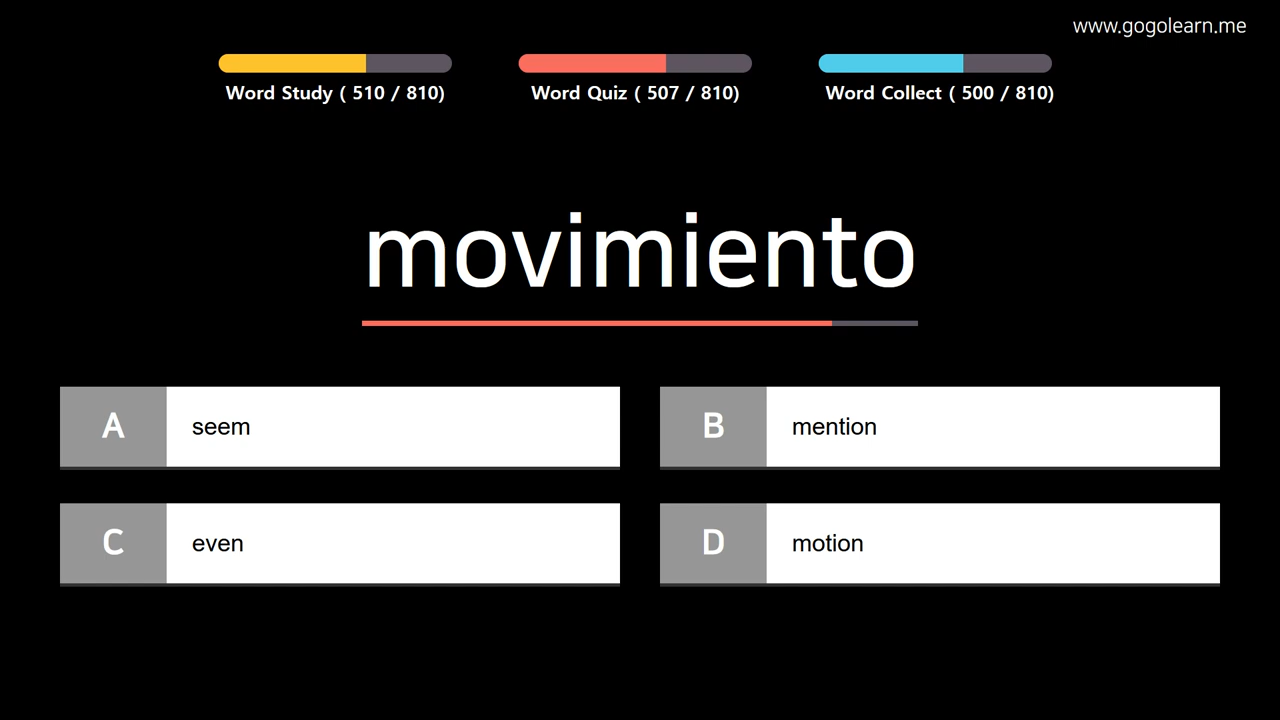 www.gogolearn.me
Word Study ( 510 / 810)
Word Quiz ( 507 / 810)
Word Collect ( 500 / 810)
movimiento
A seem
B mention
C even
D motion